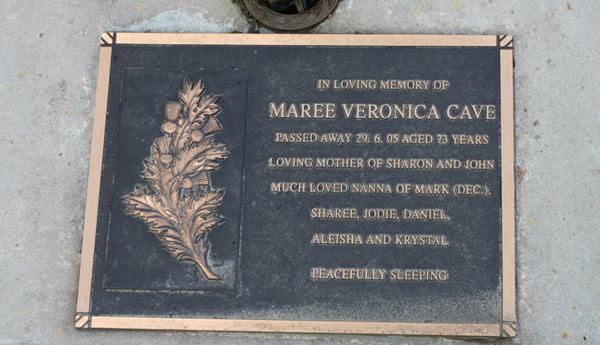 IN LOVING MEMORY OF
MAREE VERONICA CAVE
PASSED AWAY 29. 6. 05 AGED 73 YEARS
LOVING MOTHER OF SHARON AND JOHN
MUCH LOVED NANNA OF MARK (DEC.),
SHAREE, JODIE, DANIEL,
ALEISHA AND KRYSTAL
PEACEFULLY SLEEPING